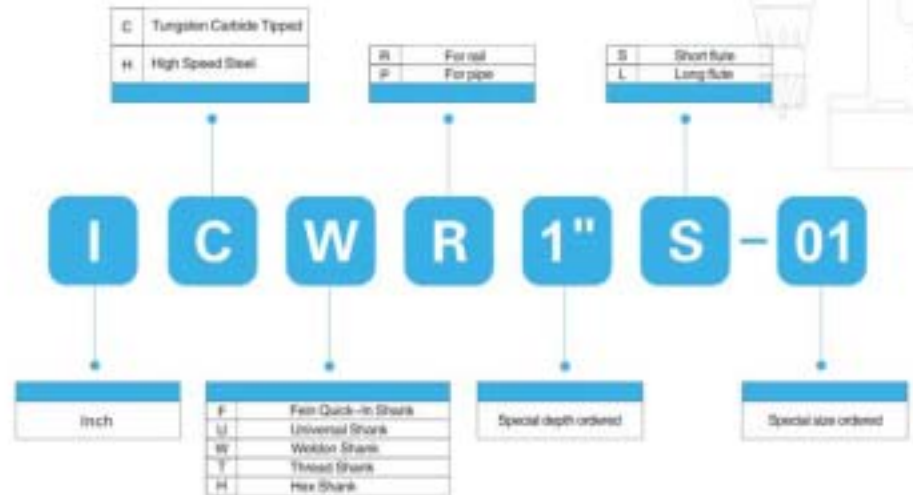 C Tungsten Carbide Tipped
H High Speed Steel
R For rail
P For pipe
S Short flute
L Long flute
I C W R 1" S - 01
Inch
F Fein Quick-In Shank
U Universal Shank
W Weldon Shank
T Thread Shank
H Hex Shank
Special depth ordered
Special size ordered